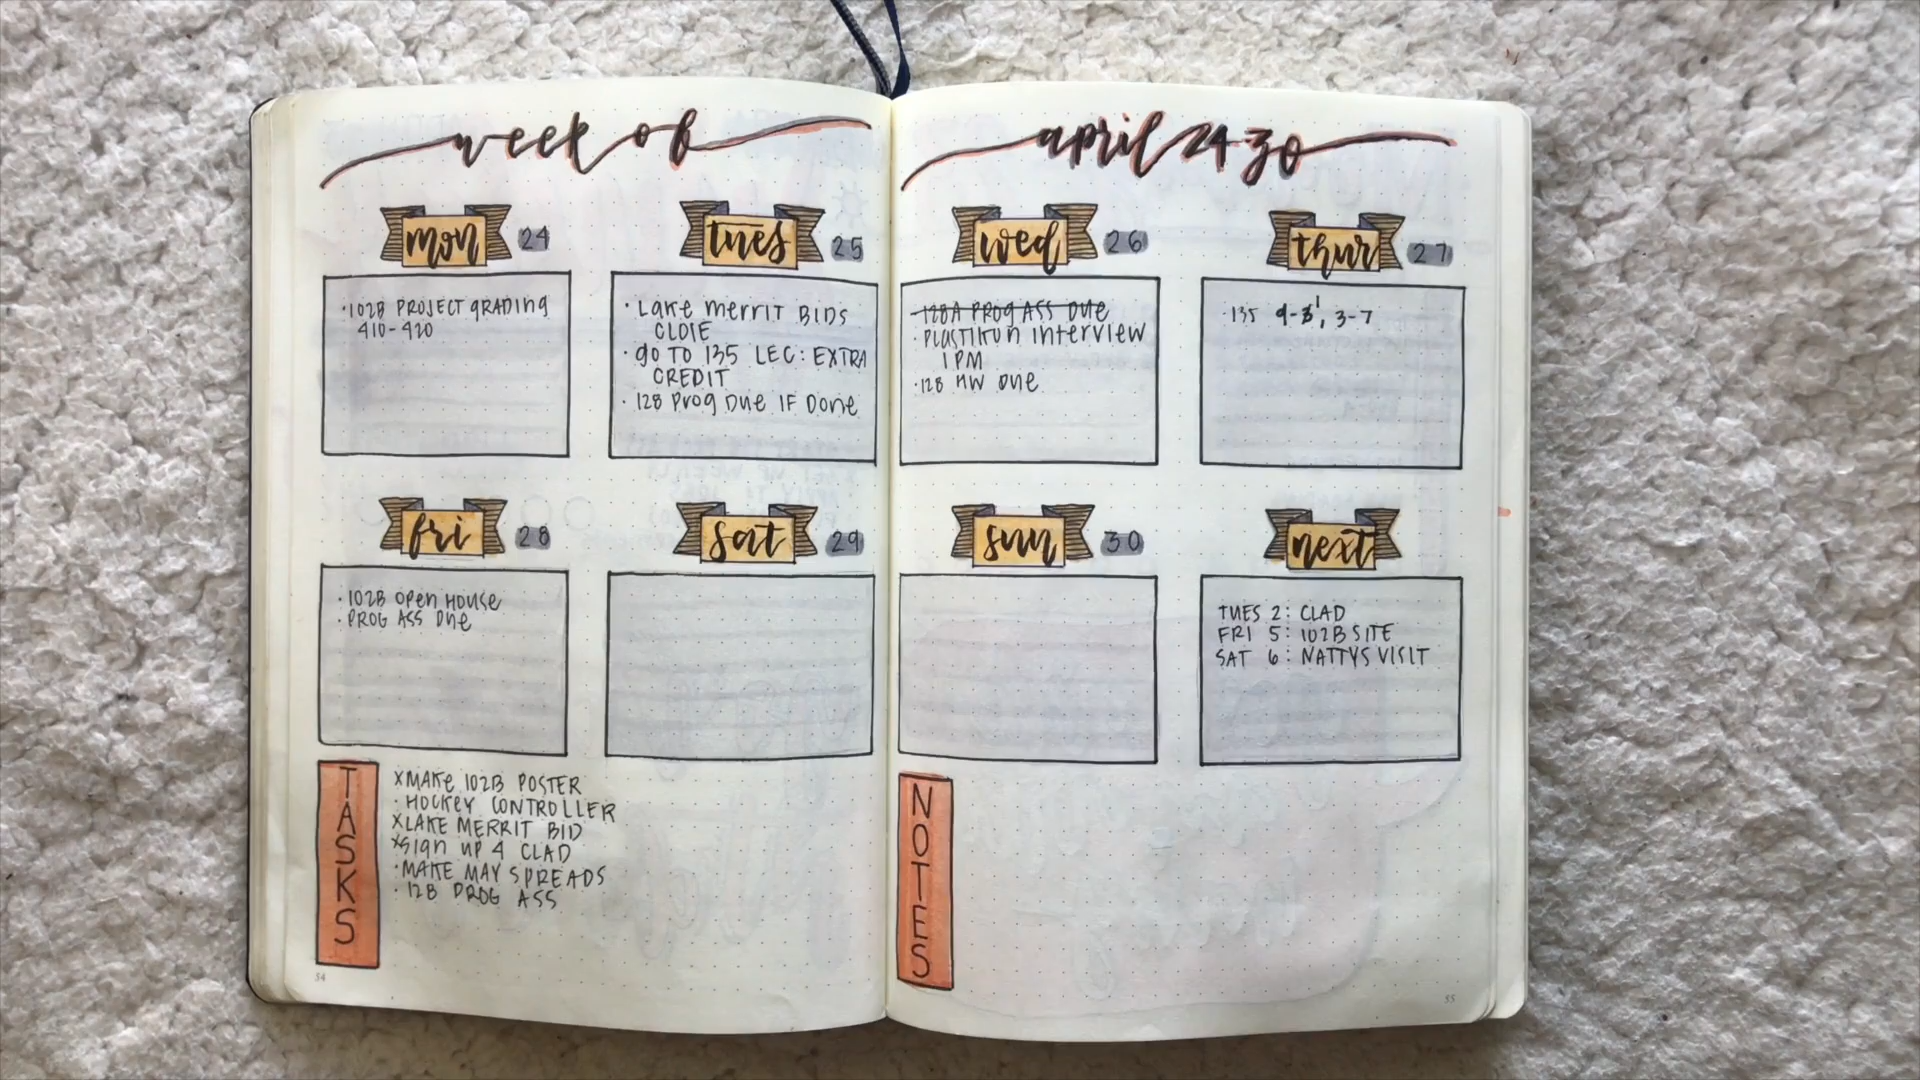 week of
april 24-30
mon 24
·102B PROJECT GRADING
410-420
tues 25
·Lake merrit BIDS
CLOSE
·go TO 135 LEC: EXTRA
CREDIT
·128 Prog Due IF Done
wed 26
·128A PROG ASS Due
·PLASTIKON interview
1PM
·128 HW Due
thur 27
·135 9-1, 3-7
fri 28
·102B Open House
·PROG ASS Due
sat 29
sun 30
next
TUES 2: CLAD
FRI 5: 102B SITE
SAT 6: NATTYS VISIT
TASKS
XMAKE 102B POSTER
·HOCKEY CONTROLLER
XLAKE MERRIT BID
XSign up 4 CLAD
·MAKE MAY SPREADS
·128 PROG ASS
NOTES
54
55